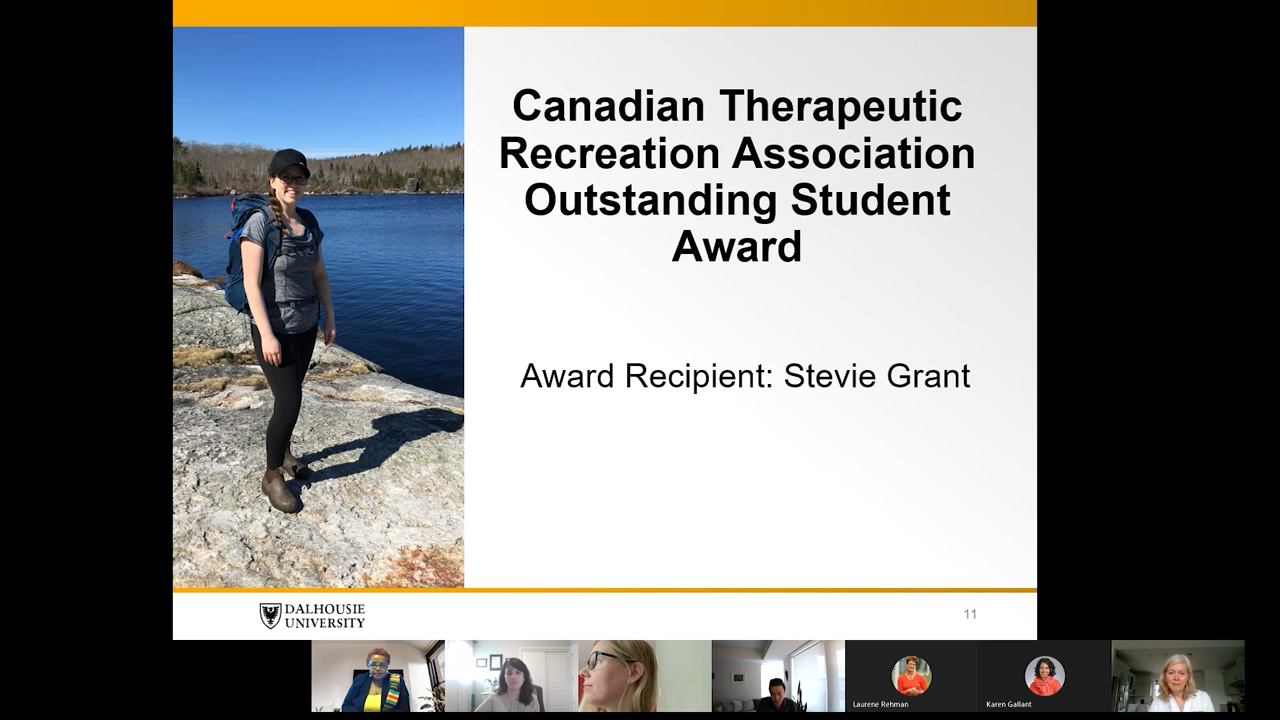 Canadian Therapeutic
Recreation Association
Outstanding Student
Award
Award Recipient: Stevie Grant
DALHOUSIE
UNIVERSITY
11
Laurene Rehman
Karen Gallant